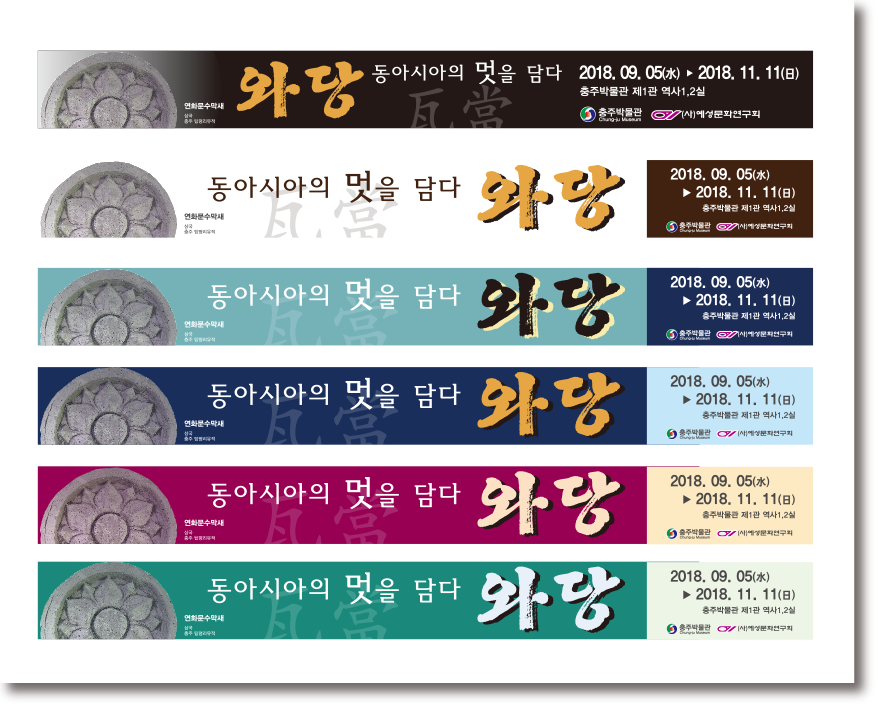 와당 동아시아의 멋을 담다
瓦當
연화문수막새
삼국
충주 탑평리유적
2018. 09. 05(水) ▶ 2018. 11. 11(日)
충주박물관 제1관 역사1,2실
충주박물관
Chung-ju Museum
(사)예성문화연구회
동아시아의 멋을 담다
와당
瓦當
연화문수막새
삼국
충주 탑평리유적
2018. 09. 05(水)
▶ 2018. 11. 11(日)
충주박물관 제1관 역사1,2실
충주박물관
Chung-ju Museum
(사)예성문화연구회
동아시아의 멋을 담다
와당
瓦當
연화문수막새
삼국
충주 탑평리유적
2018. 09. 05(水)
▶ 2018. 11. 11(日)
충주박물관 제1관 역사1,2실
충주박물관
Chung-ju Museum
(사)예성문화연구회
동아시아의 멋을 담다
와당
瓦當
연화문수막새
삼국
충주 탑평리유적
2018. 09. 05(水)
▶ 2018. 11. 11(日)
충주박물관 제1관 역사1,2실
충주박물관
Chung-ju Museum
(사)예성문화연구회
동아시아의 멋을 담다
와당
瓦當
연화문수막새
삼국
충주 탑평리유적
2018. 09. 05(水)
▶ 2018. 11. 11(日)
충주박물관 제1관 역사1,2실
충주박물관
Chung-ju Museum
(사)예성문화연구회
동아시아의 멋을 담다
와당
瓦當
연화문수막새
삼국
충주 탑평리유적
2018. 09. 05(水)
▶ 2018. 11. 11(日)
충주박물관 제1관 역사1,2실
충주박물관
Chung-ju Museum
(사)예성문화연구회